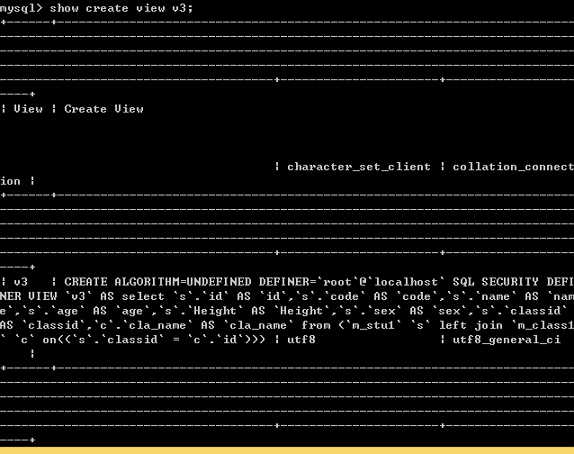 mysql> show create view v3;
| View | Create View
| character_set_client | collation_connect
ion |
| v3 | CREATE ALGORITHM=UNDEFINED DEFINER=`root`@`localhost` SQL SECURITY DEFI
NER VIEW `v3` AS select `s`.`id` AS `id`,`s`.`code` AS `code`,`s`.`name` AS `nam
e`,`s`.`age` AS `age`,`s`.`Height` AS `Height`,`s`.`sex` AS `sex`,`s`.`classid`
AS `classid`,`c`.`cla_name` AS `cla_name` from (`m_stu1` `s` left join `m_class1
` `c` on((`s`.`classid` = `c`.`id`))) | utf8 | utf8_general_ci
|